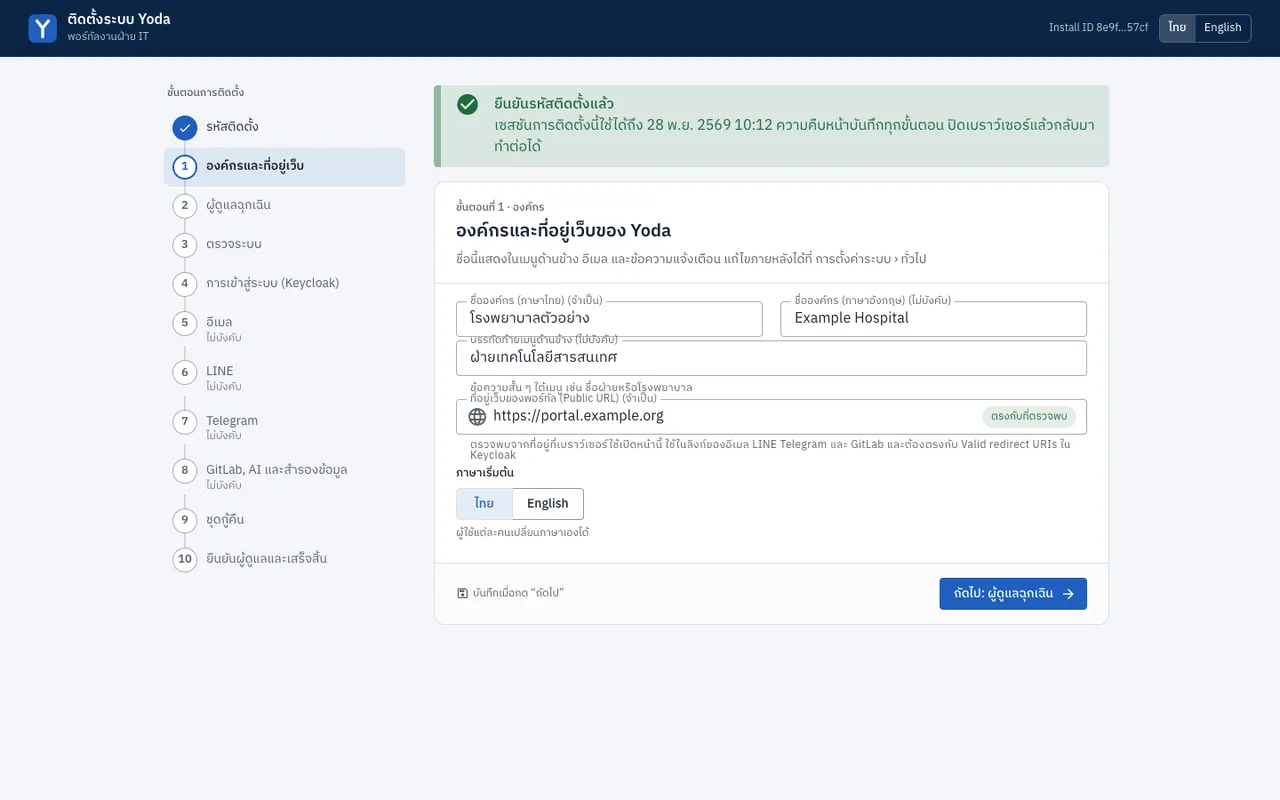 Y
ติดตั้งระบบ Yoda
พอร์ทัลงานฝ่าย IT
Install ID 8e9f…57cf
ไทย
English
ขั้นตอนการติดตั้ง
รหัสติดตั้ง
1 องค์กรและที่อยู่เว็บ
2 ผู้ดูแลฉุกเฉิน
3 ตรวจระบบ
4 การเข้าสู่ระบบ (Keycloak)
5 อีเมล
ไม่บังคับ
6 LINE
ไม่บังคับ
7 Telegram
ไม่บังคับ
8 GitLab, AI และสำรองข้อมูล
ไม่บังคับ
9 ชุดกู้คืน
10 ยืนยันผู้ดูแลและเสร็จสิ้น
ยืนยันรหัสติดตั้งแล้ว
เซสชันการติดตั้งนี้ใช้ได้ถึง 28 พ.ย. 2569 10:12 ความคืบหน้าบันทึกทุกขั้นตอน ปิดเบราว์เซอร์แล้วกลับมา
ทำต่อได้
ขั้นตอนที่ 1 · องค์กร
องค์กรและที่อยู่เว็บของ Yoda
ชื่อนี้แสดงในเมนูด้านข้าง อีเมล และข้อความแจ้งเตือน แก้ไขภายหลังได้ที่ การตั้งค่าระบบ › ทั่วไป
ชื่อองค์กร (ภาษาไทย) (จำเป็น)
โรงพยาบาลตัวอย่าง
ชื่อองค์กร (ภาษาอังกฤษ) (ไม่บังคับ)
Example Hospital
บรรทัดท้ายเมนูด้านข้าง (ไม่บังคับ)
ฝ่ายเทคโนโลยีสารสนเทศ
ข้อความสั้น ๆ ใต้เมนู เช่น ชื่อฝ่ายหรือโรงพยาบาล
ที่อยู่เว็บของพอร์ทัล (Public URL) (จำเป็น)
https://portal.example.org
ตรงกับที่ตรวจพบ
ตรวจพบจากที่อยู่ที่เบราว์เซอร์ใช้เปิดหน้านี้ ใช้ในลิงก์ของอีเมล LINE Telegram และ GitLab และต้องตรงกับ Valid redirect URIs ใน
Keycloak
ภาษาเริ่มต้น
ไทย
English
ผู้ใช้แต่ละคนเปลี่ยนภาษาเองได้
บันทึกเมื่อกด “ถัดไป”
ถัดไป: ผู้ดูแลฉุกเฉิน